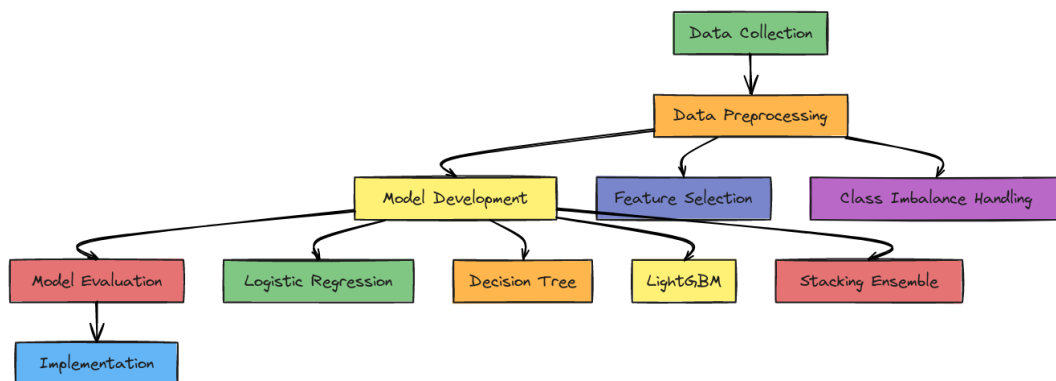 Data Collection
Data Preprocessing
Model Development
Feature Selection
Class Imbalance Handling
Model Evaluation
Logistic Regression
Decision Tree
LightGBM
Stacking Ensemble
Implementation